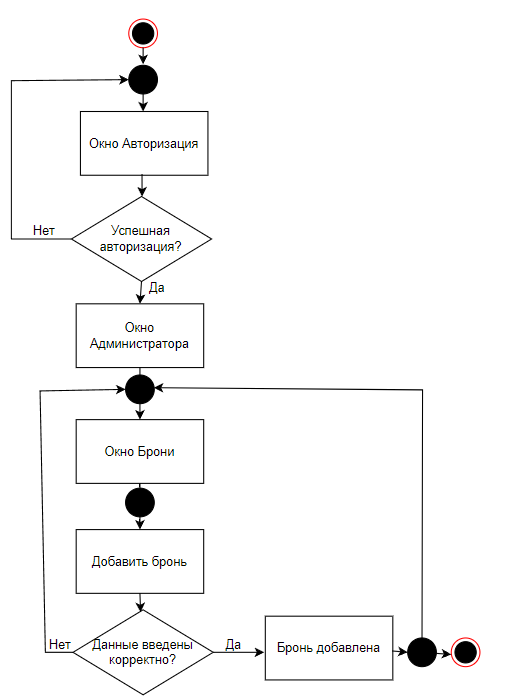 Окно Авторизация
Успешная
авторизация?
Нет
Да
Окно
Администратора
Окно Брони
Добавить бронь
Данные введены
корректно?
Нет
Да
Бронь добавлена